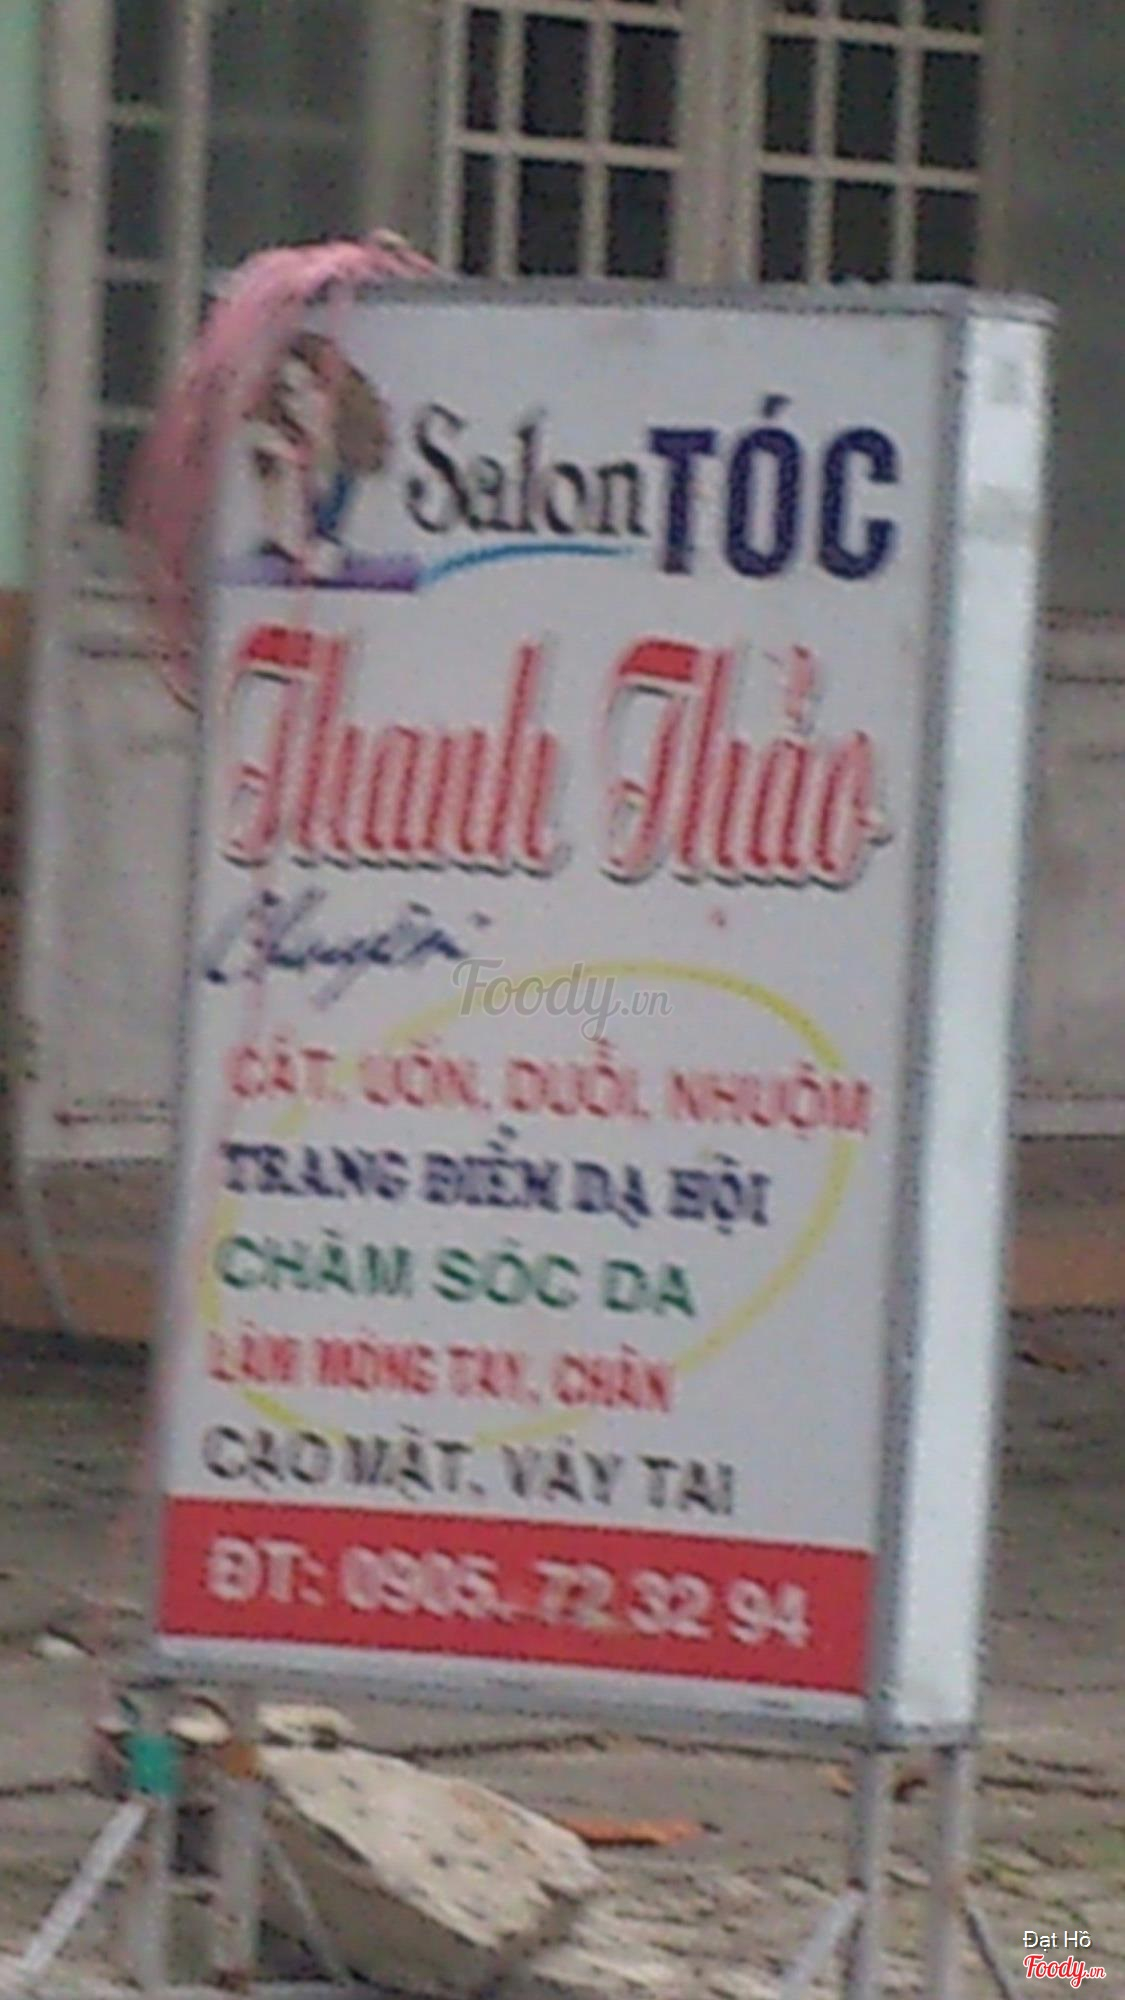 Salon TÓC
Thanh Thảo
Chuyên
CẮT, UỐN, DUỖI, NHUỘM
TRANG ĐIỂM DẠ HỘI
CHĂM SÓC DA
LÀM MÓNG TAY, CHÂN
CẠO MẶT, VÁY TAI
ĐT: 0905. 72 32 94
Foody.vn
Đạt Hồ
Foody.vn